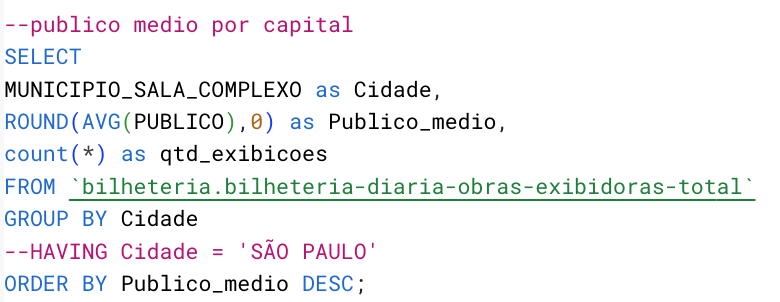 --publico medio por capital
SELECT
MUNICIPIO_SALA_COMPLEXO as Cidade,
ROUND(AVG(PUBLICO),0) as Publico_medio,
count(*) as qtd_exibicoes
FROM `bilheteria.bilheteria-diaria-obras-exibidoras-total`
GROUP BY Cidade
--HAVING Cidade = 'SÃO PAULO'
ORDER BY Publico_medio DESC;